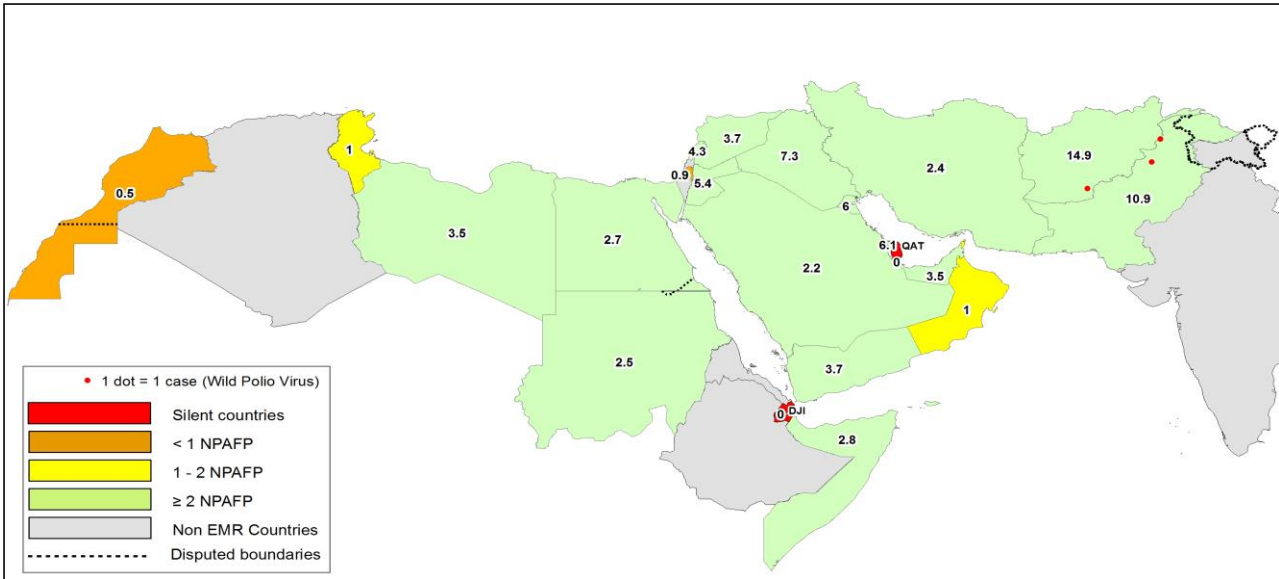 3.7
4.3
7.3
14.9
1
2.4
0.9
5.4
0.5
10.9
6
3.5
2.7
6.1 QAT
2.2
0
3.5
1
2.5
3.7
0 DJI
2.8
1 dot = 1 case (Wild Polio Virus)
Silent countries
< 1 NPAFP
1 - 2 NPAFP
≥ 2 NPAFP
Non EMR Countries
Disputed boundaries